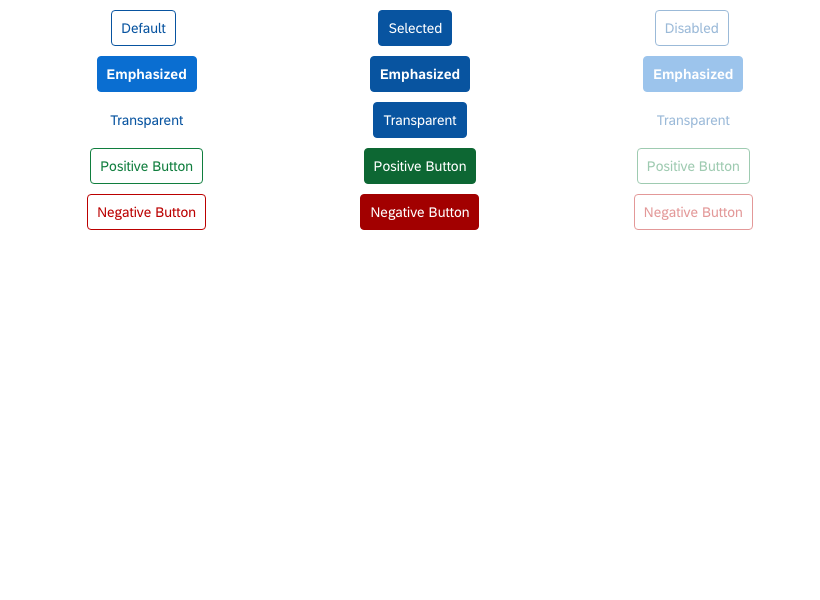 Default Selected Disabled
Emphasized Emphasized Emphasized
Transparent Transparent Transparent
Positive Button Positive Button Positive Button
Negative Button Negative Button Negative Button